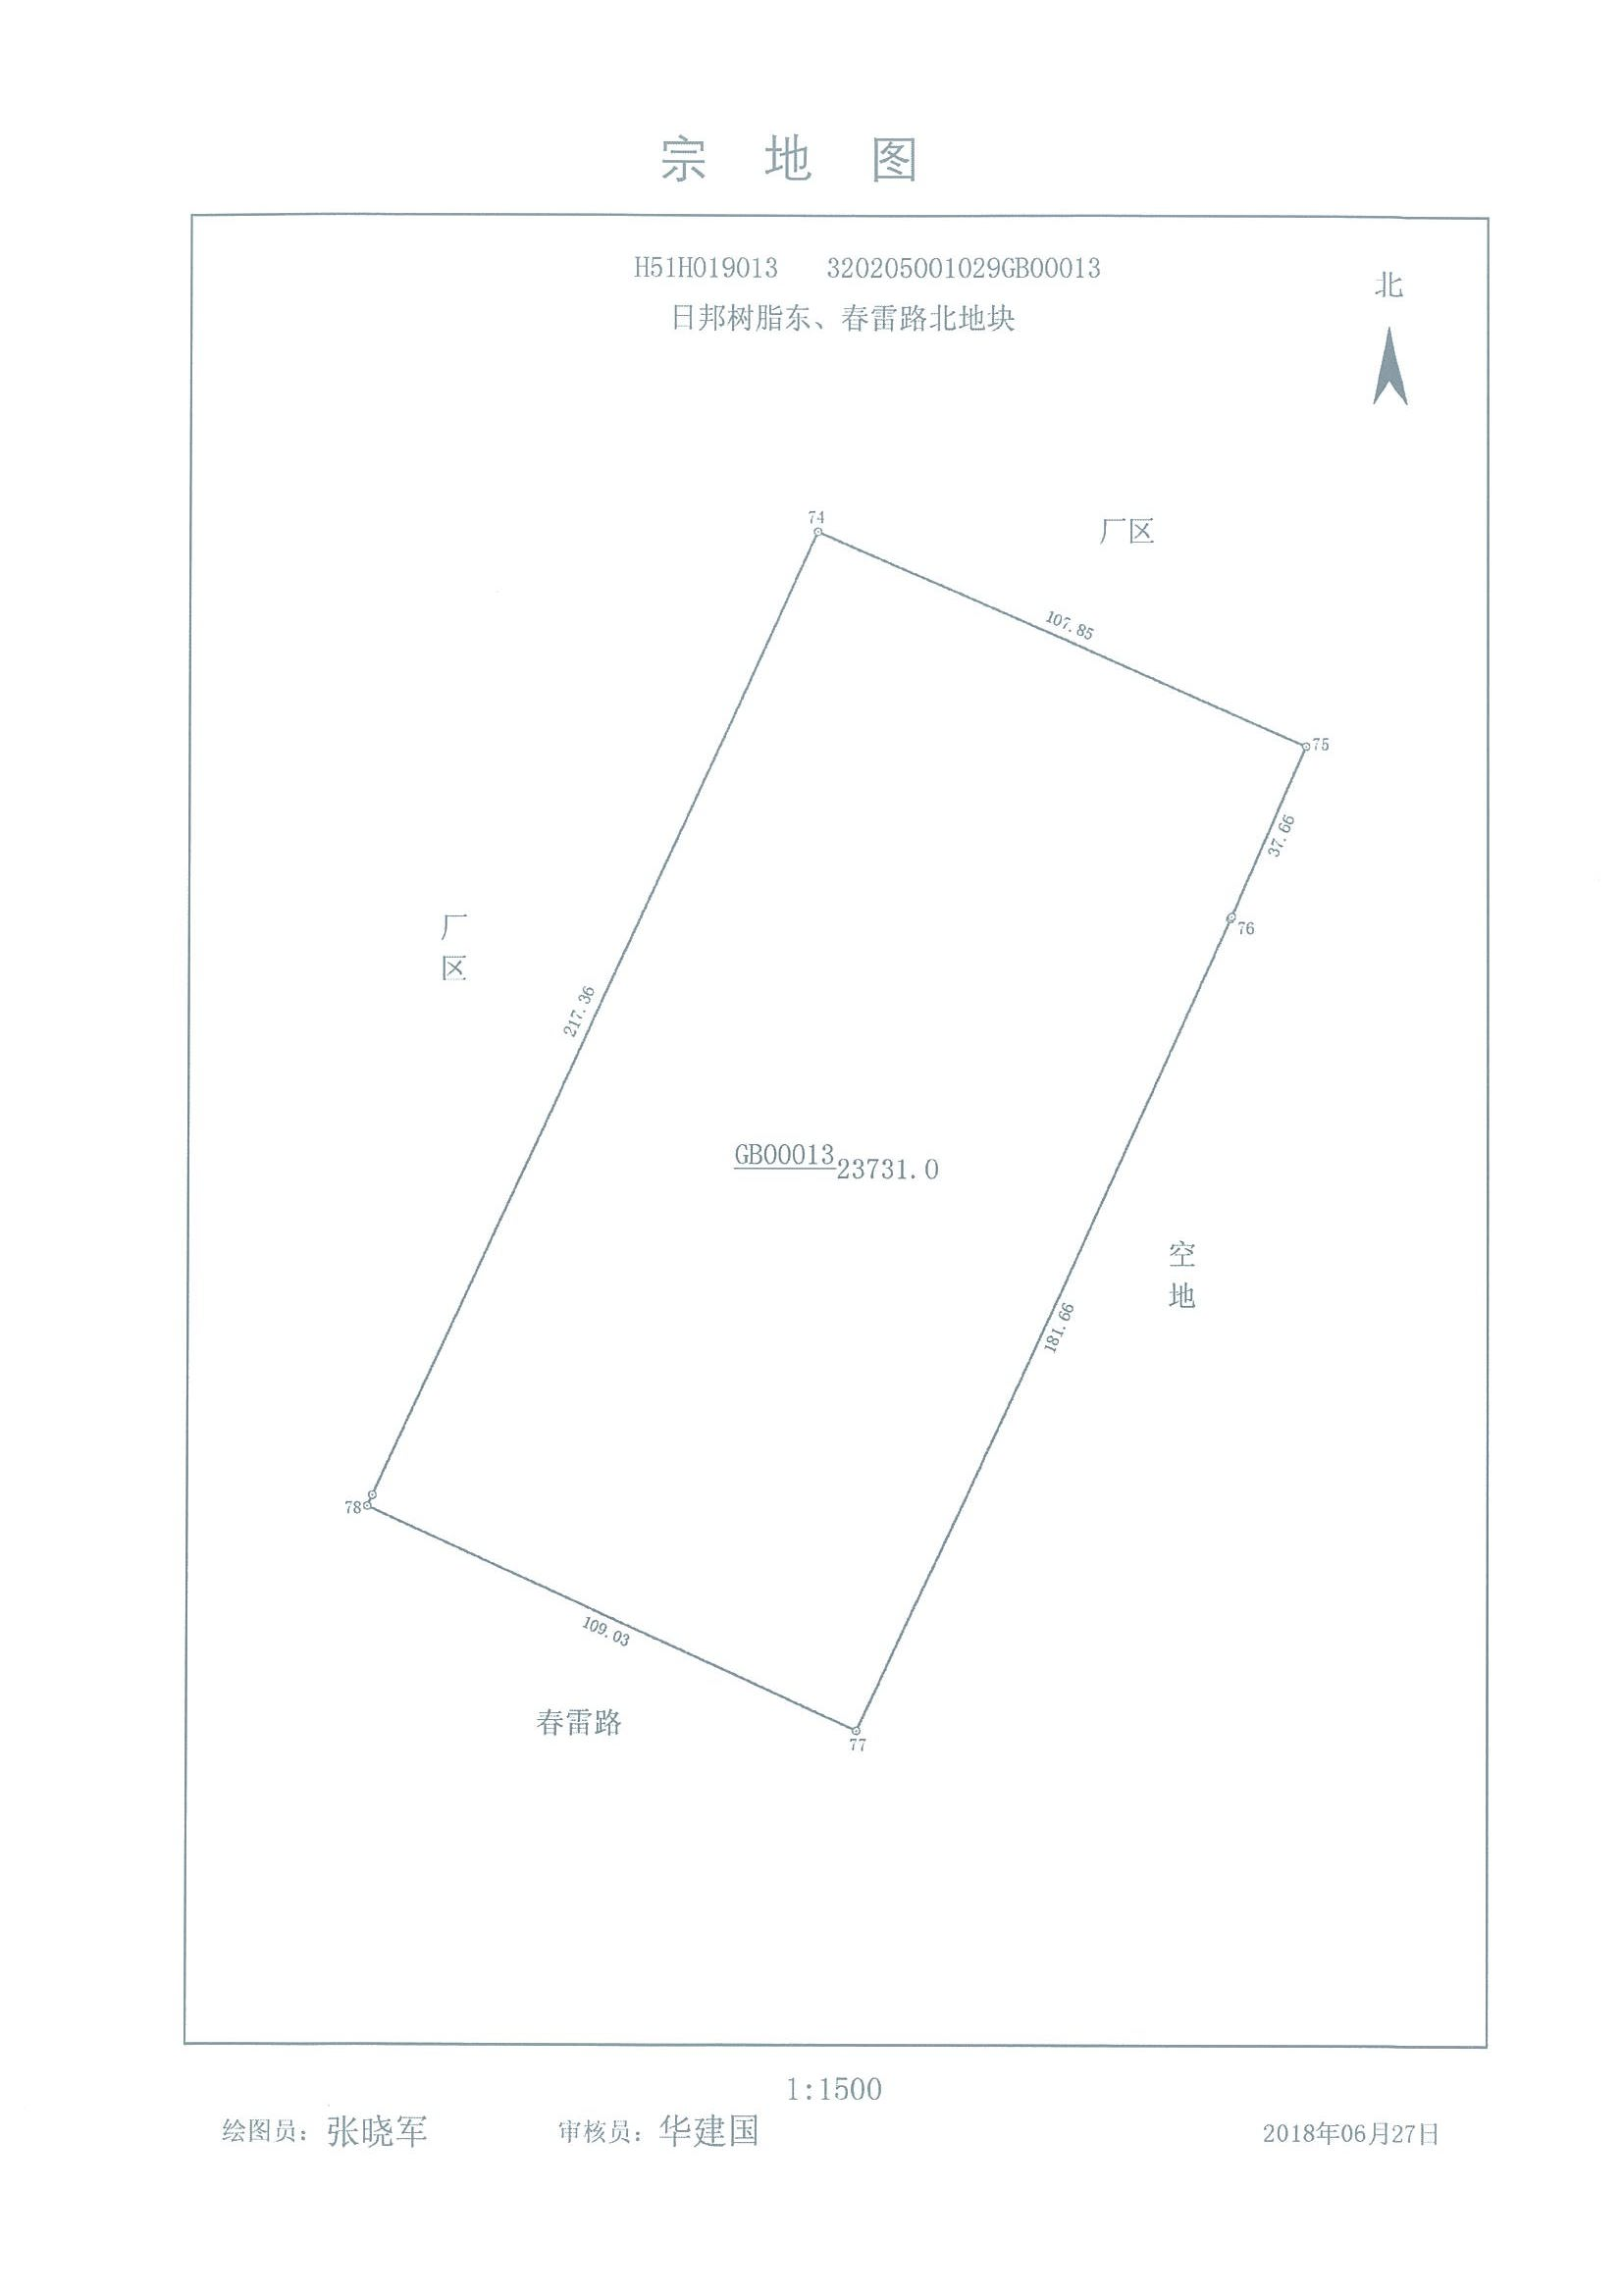 宗 地 图
H51H019013 320205001029GB00013
日邦树脂东、春雷路北地块
北
74
厂区
107.85
75
37.66
76
厂
区
217.36
GB00013 23731.0
空
地
181.66
78
109.03
春雷路
77
1:1500
绘图员：张晓军 审核员：华建国 2018年06月27日